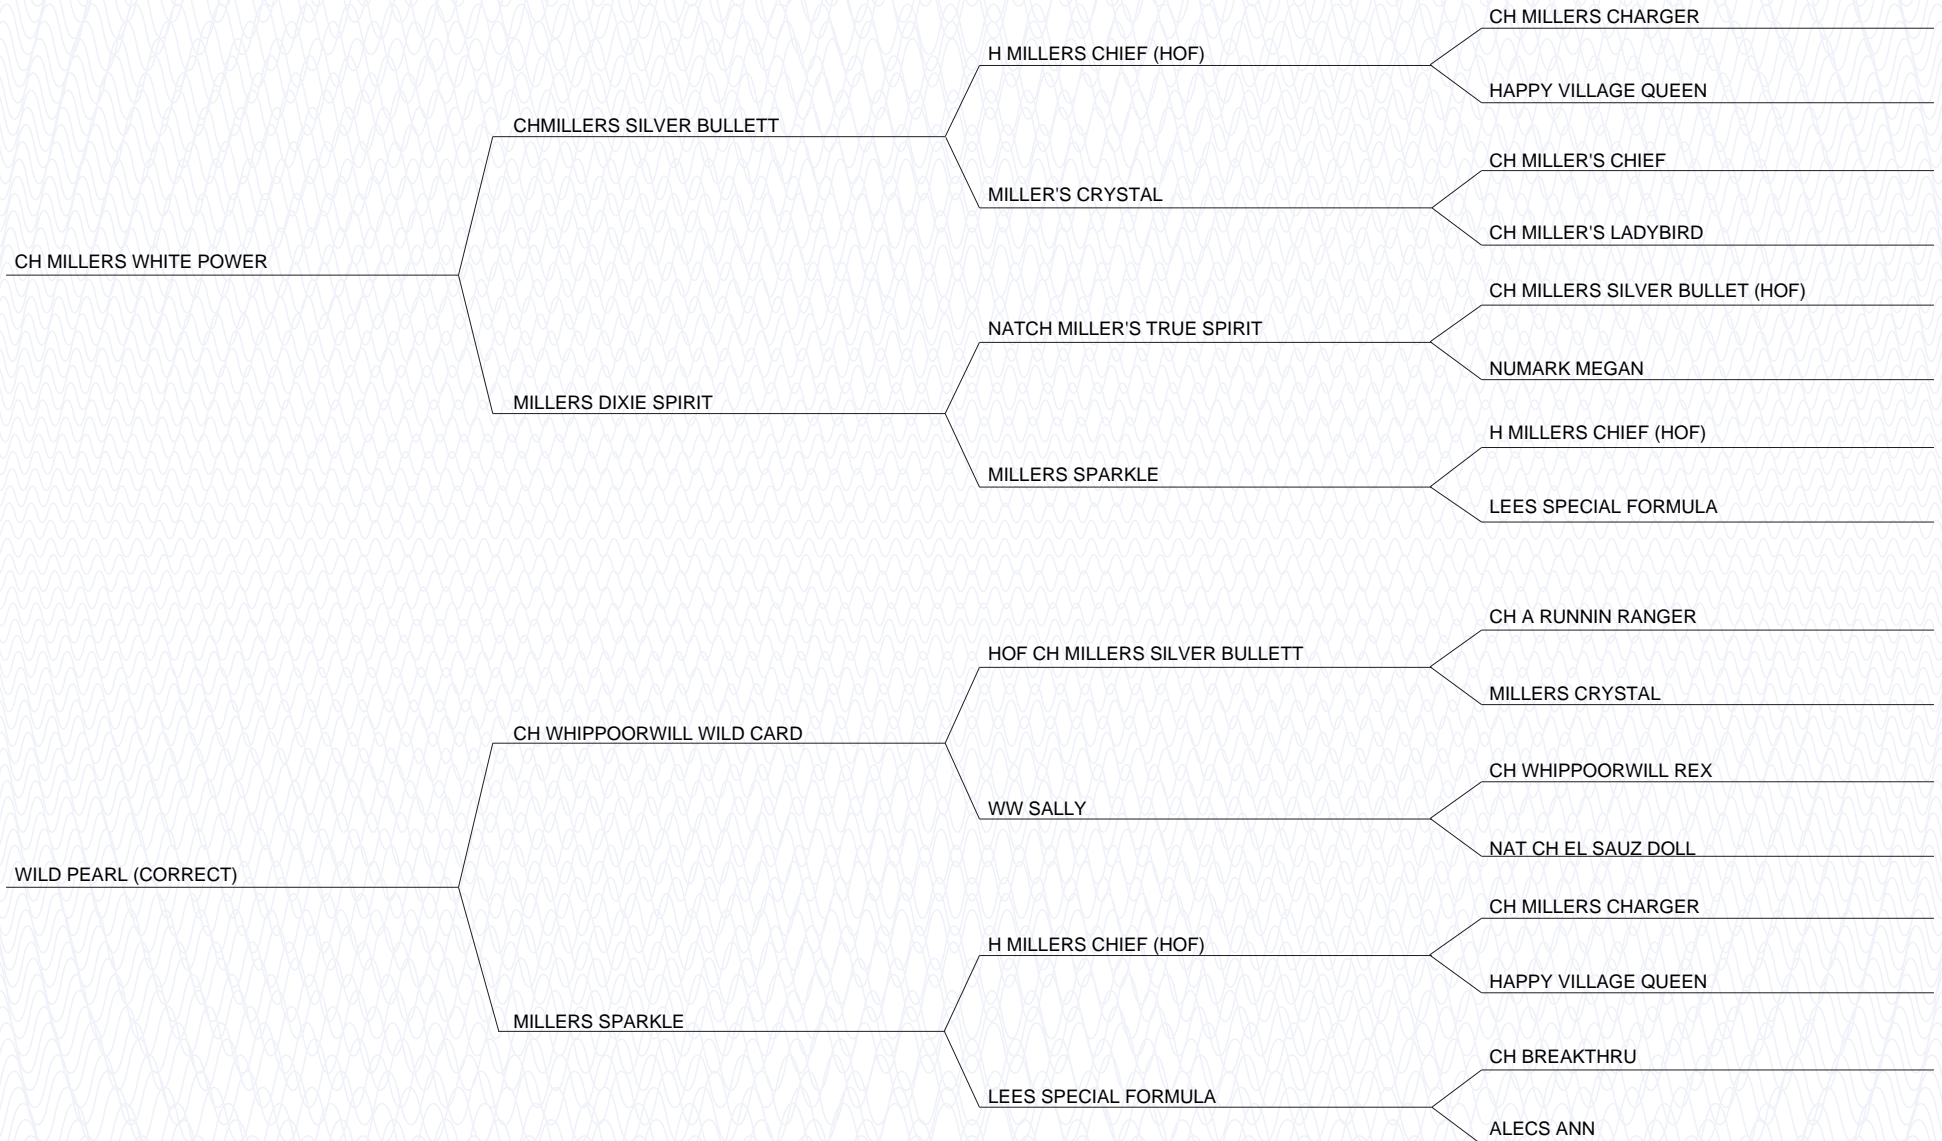 CH MILLERS CHARGER
H MILLERS CHIEF (HOF)
HAPPY VILLAGE QUEEN
CHMILLERS SILVER BULLETT
CH MILLER'S CHIEF
MILLER'S CRYSTAL
CH MILLER'S LADYBIRD
CH MILLERS WHITE POWER
CH MILLERS SILVER BULLET (HOF)
NATCH MILLER'S TRUE SPIRIT
NUMARK MEGAN
MILLERS DIXIE SPIRIT
H MILLERS CHIEF (HOF)
MILLERS SPARKLE
LEES SPECIAL FORMULA
CH A RUNNIN RANGER
HOF CH MILLERS SILVER BULLETT
MILLERS CRYSTAL
CH WHIPPOORWILL WILD CARD
CH WHIPPOORWILL REX
WW SALLY
NAT CH EL SAUZ DOLL
WILD PEARL (CORRECT)
CH MILLERS CHARGER
H MILLERS CHIEF (HOF)
HAPPY VILLAGE QUEEN
MILLERS SPARKLE
CH BREAKTHRU
LEES SPECIAL FORMULA
ALECS ANN